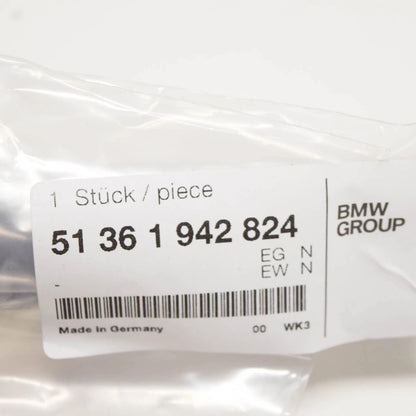 1 Stück / piece
51 36 1 942 824
EG N
EW N
-
Made in Germany 00 WK3
BMW
GROUP